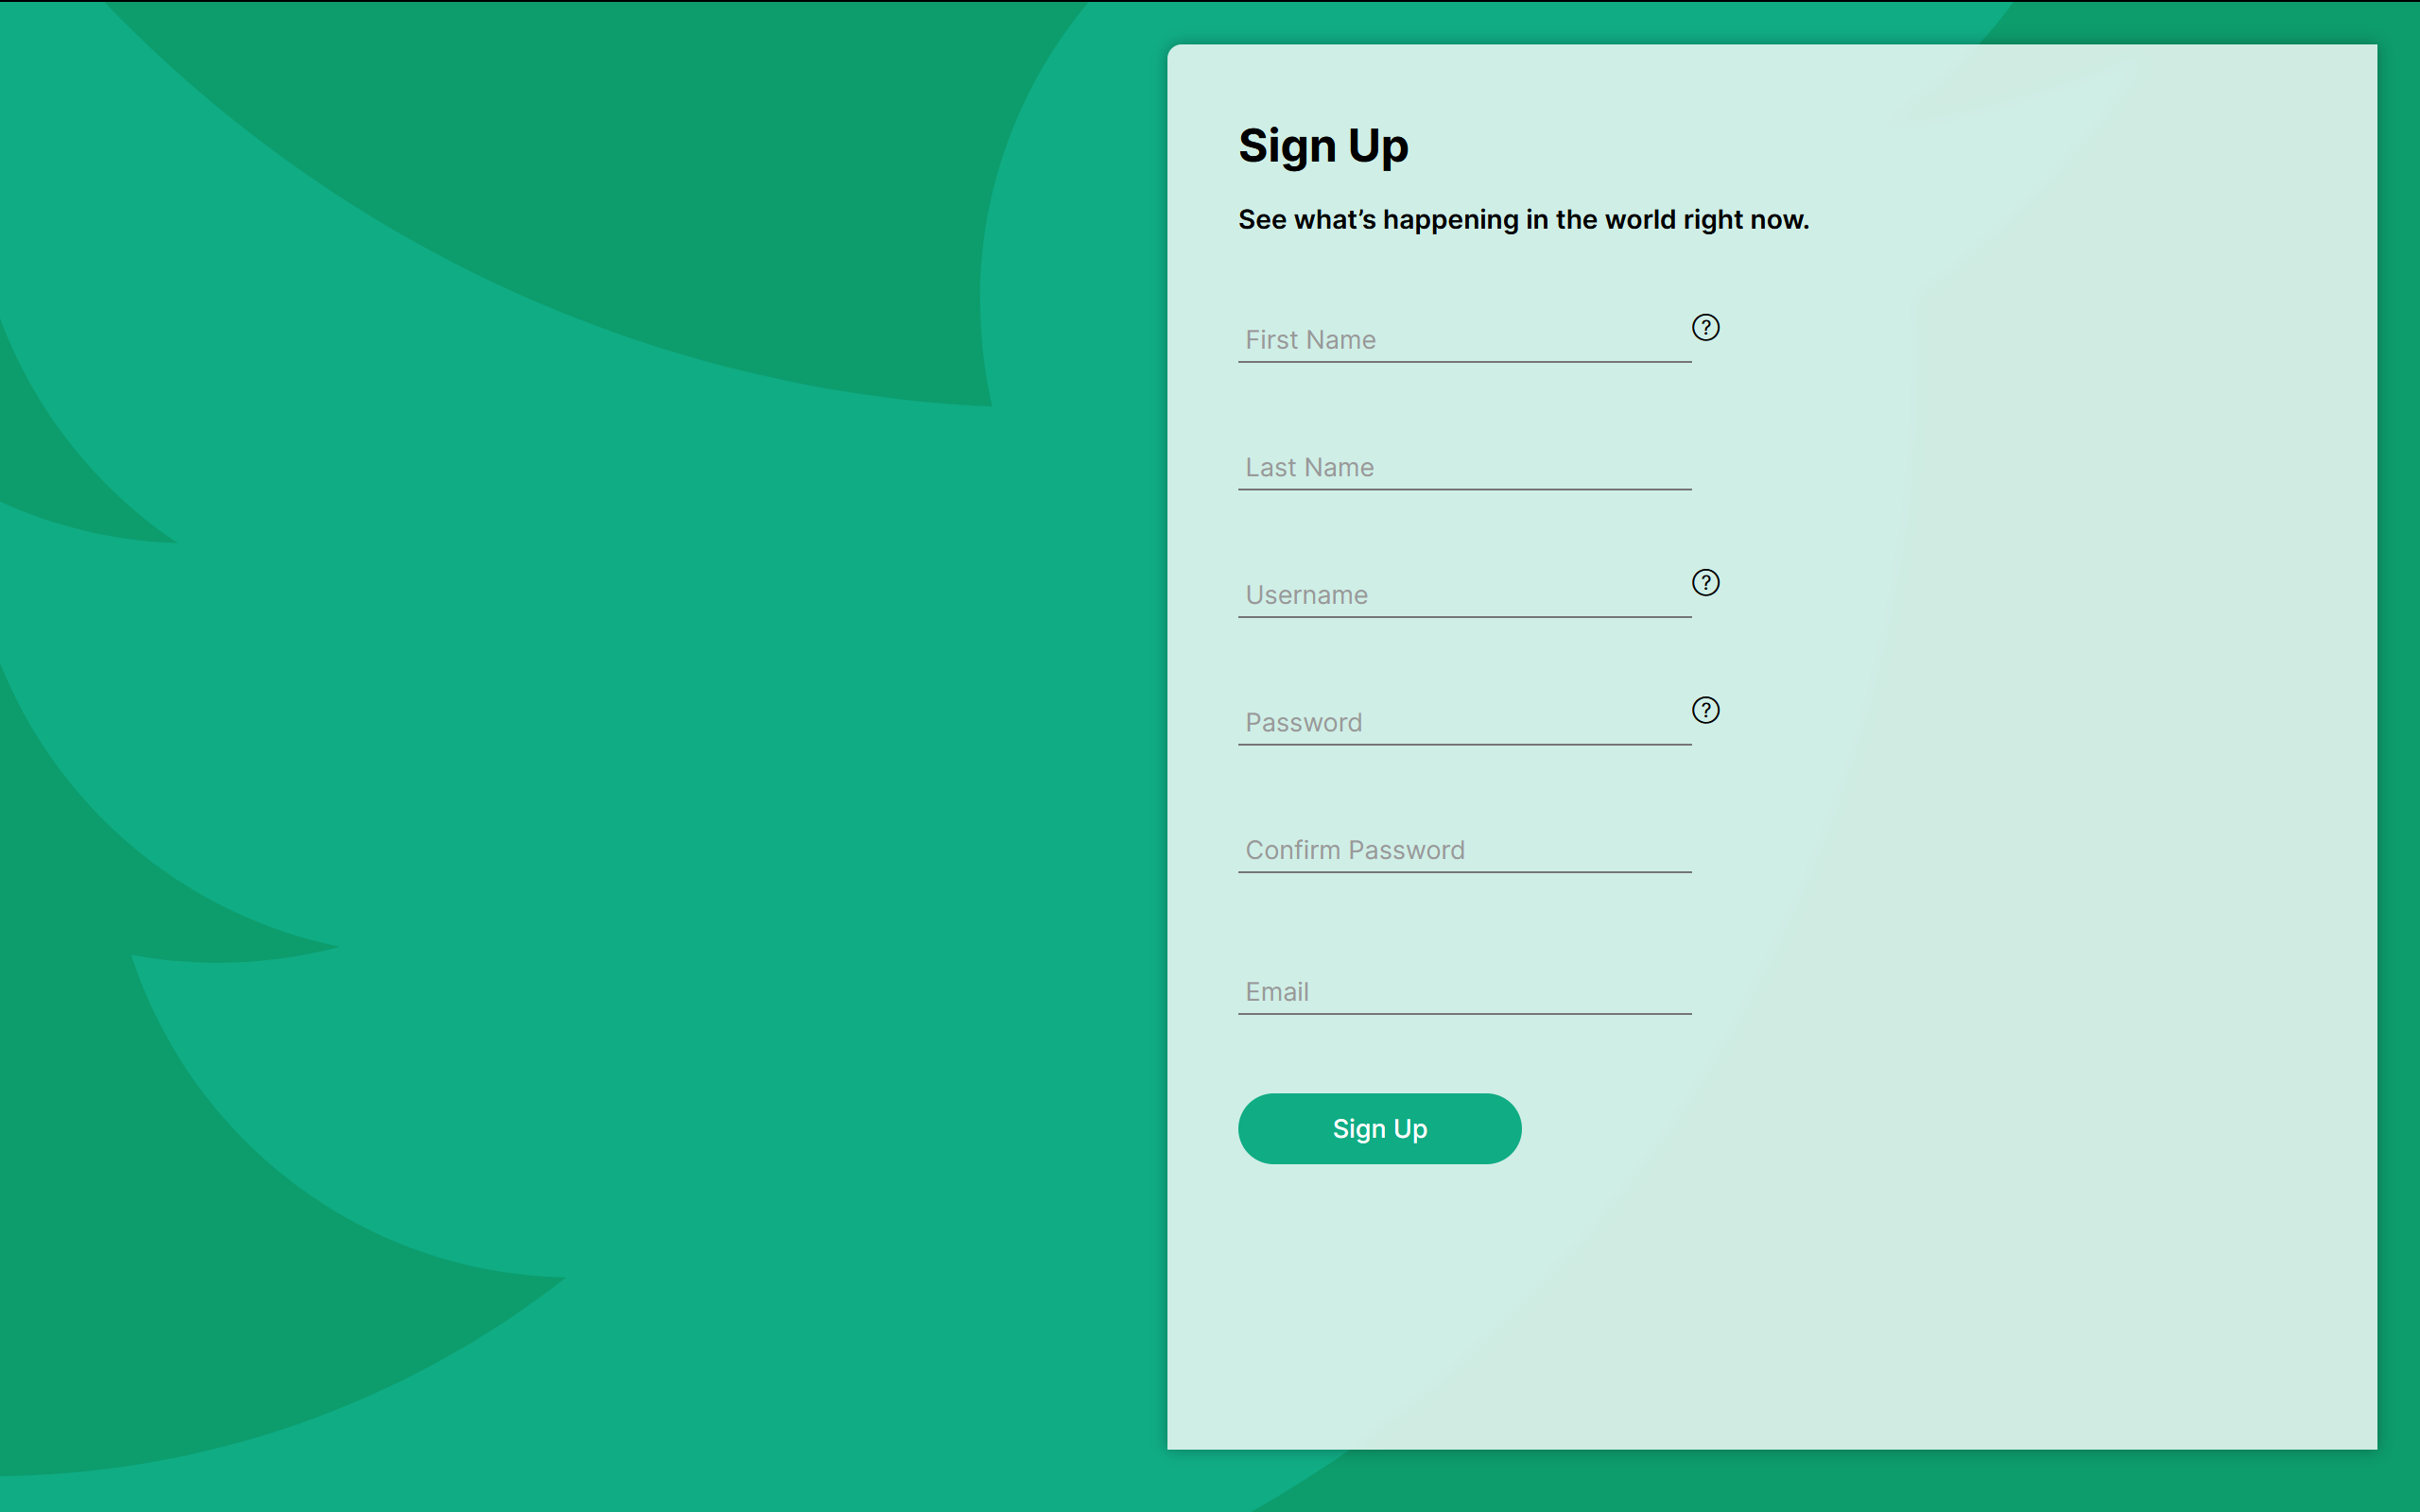 Sign Up
See what’s happening in the world right now.
First Name ?
Last Name
Username ?
Password ?
Confirm Password
Email
Sign Up